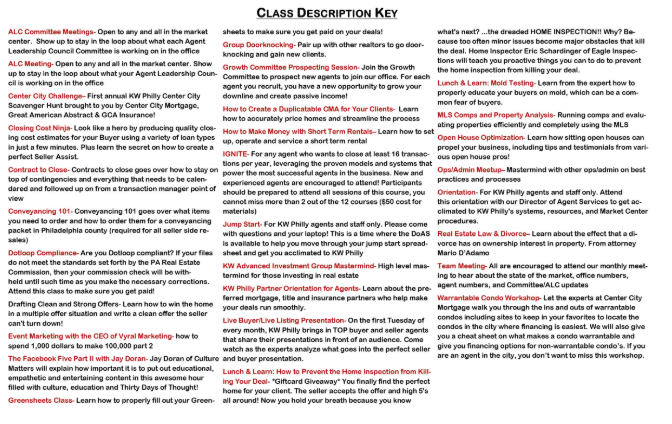 CLASS DESCRIPTION KEY
ALC Committee Meetings- Open to any and all in the market
center. Show up to stay in the loop about what each Agent
Leadership Council Committee is working on in the office
ALC Meeting- Open to any and all in the market center. Show
up to stay in the loop about what your Agent Leadership Coun-
cil is working on in the office
Center City Challenge– First annual KW Philly Center City
Scavenger Hunt brought to you by Center City Mortgage,
Great American Abstract & GCA Insurance!
Closing Cost Ninja- Look like a hero by producing quality clos-
ing cost estimates for your Buyer using a variety of loan types
in just a few minutes. Plus learn the secret on how to create a
perfect Seller Assist.
Contract to Close- Contracts to close goes over how to stay on
top of contingencies and everything that needs to be calen-
dared and followed up on from a transaction manager point of
view
Conveyancing 101- Conveyancing 101 goes over what items
you need to order and how to order them for a conveyancing
packet in Philadelphia county (required for all seller side re-
sales)
Dotloop Compliance- Are you Dotloop compliant? If your files
do not meet the standards set forth by the PA Real Estate
Commission, then your commission check will be with-
held until such time as you make the necessary corrections.
Attend this class to make sure you get paid!
Drafting Clean and Strong Offers- Learn how to win the home
in a multiple offer situation and write a clean offer the seller
can't turn down!
Event Marketing with the CEO of Vyral Marketing- how to
spend 1,000 dollars to make 100,000 part 2
The Facebook Five Part II with Jay Doran- Jay Doran of Culture
Matters will explain how important it is to put out educational,
empathetic and entertaining content in this awesome hour
filled with culture, education and Thirty Days of Thought!
Greensheets Class- Learn how to properly fill out your Green-
sheets to make sure you get paid on your deals!
Group Doorknocking- Pair up with other realtors to go door-
knocking and gain new clients.
Growth Committee Prospecting Session- Join the Growth
Committee to prospect new agents to join our office. For each
agent you recruit, you have a new opportunity to grow your
downline and create passive income!
How to Create a Duplicatable CMA for Your Clients- Learn
how to accurately price homes and streamline the process
How to Make Money with Short Term Rentals– Learn how to set
up, operate and service a short term rental
IGNITE- For any agent who wants to close at least 16 transac-
tions per year, leveraging the proven models and systems that
power the most successful agents in the business. New and
experienced agents are encouraged to attend! Participants
should be prepared to attend all sessions of this course, you
cannot miss more than 2 out of the 12 courses ($50 cost for
materials)
Jump Start- For KW Philly agents and staff only. Please come
with questions and your laptop! This is a time where the DoAS
is available to help you move through your jump start spread-
sheet and get you acclimated to KW Philly
KW Advanced Investment Group Mastermind- High level mas-
termind for those investing in real estate
KW Philly Partner Orientation for Agents- Learn about the pre-
ferred mortgage, title and insurance partners who help make
your deals run smoothly.
Live Buyer/Live Listing Presentation- On the first Tuesday of
every month, KW Philly brings in TOP buyer and seller agents
that share their presentations in front of an audience. Come
watch as the experts analyze what goes into the perfect seller
and buyer presentation.
Lunch & Learn: How to Prevent the Home Inspection from Kill-
ing Your Deal- *Giftcard Giveaway* You finally find the perfect
home for your client. The seller accepts the offer and high 5's
all around! Now you hold your breath because you know
what's next? ...the dreaded HOME INSPECTION!! Why? Be-
cause too often minor issues become major obstacles that kill
the deal. Home Inspector Eric Schardinger of Eagle Inspec-
tions will teach you proactive things you can to do to prevent
the home inspection from killing your deal.
Lunch & Learn: Mold Testing- Learn from the expert how to
properly educate your buyers on mold, which can be a com-
mon fear of buyers.
MLS Comps and Property Analysis- Running comps and evalu-
ating properties efficiently and completely using the MLS
Open House Optimization- Learn how sitting open houses can
propel your business, including tips and testimonials from vari-
ous open house pros!
Ops/Admin Meetup– Mastermind with other ops/admin on best
practices and processes
Orientation- For KW Philly agents and staff only. Attend
this orientation with our Director of Agent Services to get ac-
climated to KW Philly's systems, resources, and Market Center
procedures.
Real Estate Law & Divorce– Learn about the effect that a di-
vorce has on ownership interest in property. From attorney
Mario D'Adamo
Team Meeting- All are encouraged to attend our monthly meet-
ing to hear about the state of the market, office numbers,
agent numbers, and Committee/ALC updates
Warrantable Condo Workshop- Let the experts at Center City
Mortgage walk you through the ins and outs of warrantable
condos including sites to keep in your favorites to locate the
condos in the city where financing is easiest. We will also give
you a cheat sheet on what makes a condo warrantable and
give you financing options for non-warrantable condo's. If you
are an agent in the city, you don't want to miss this workshop.